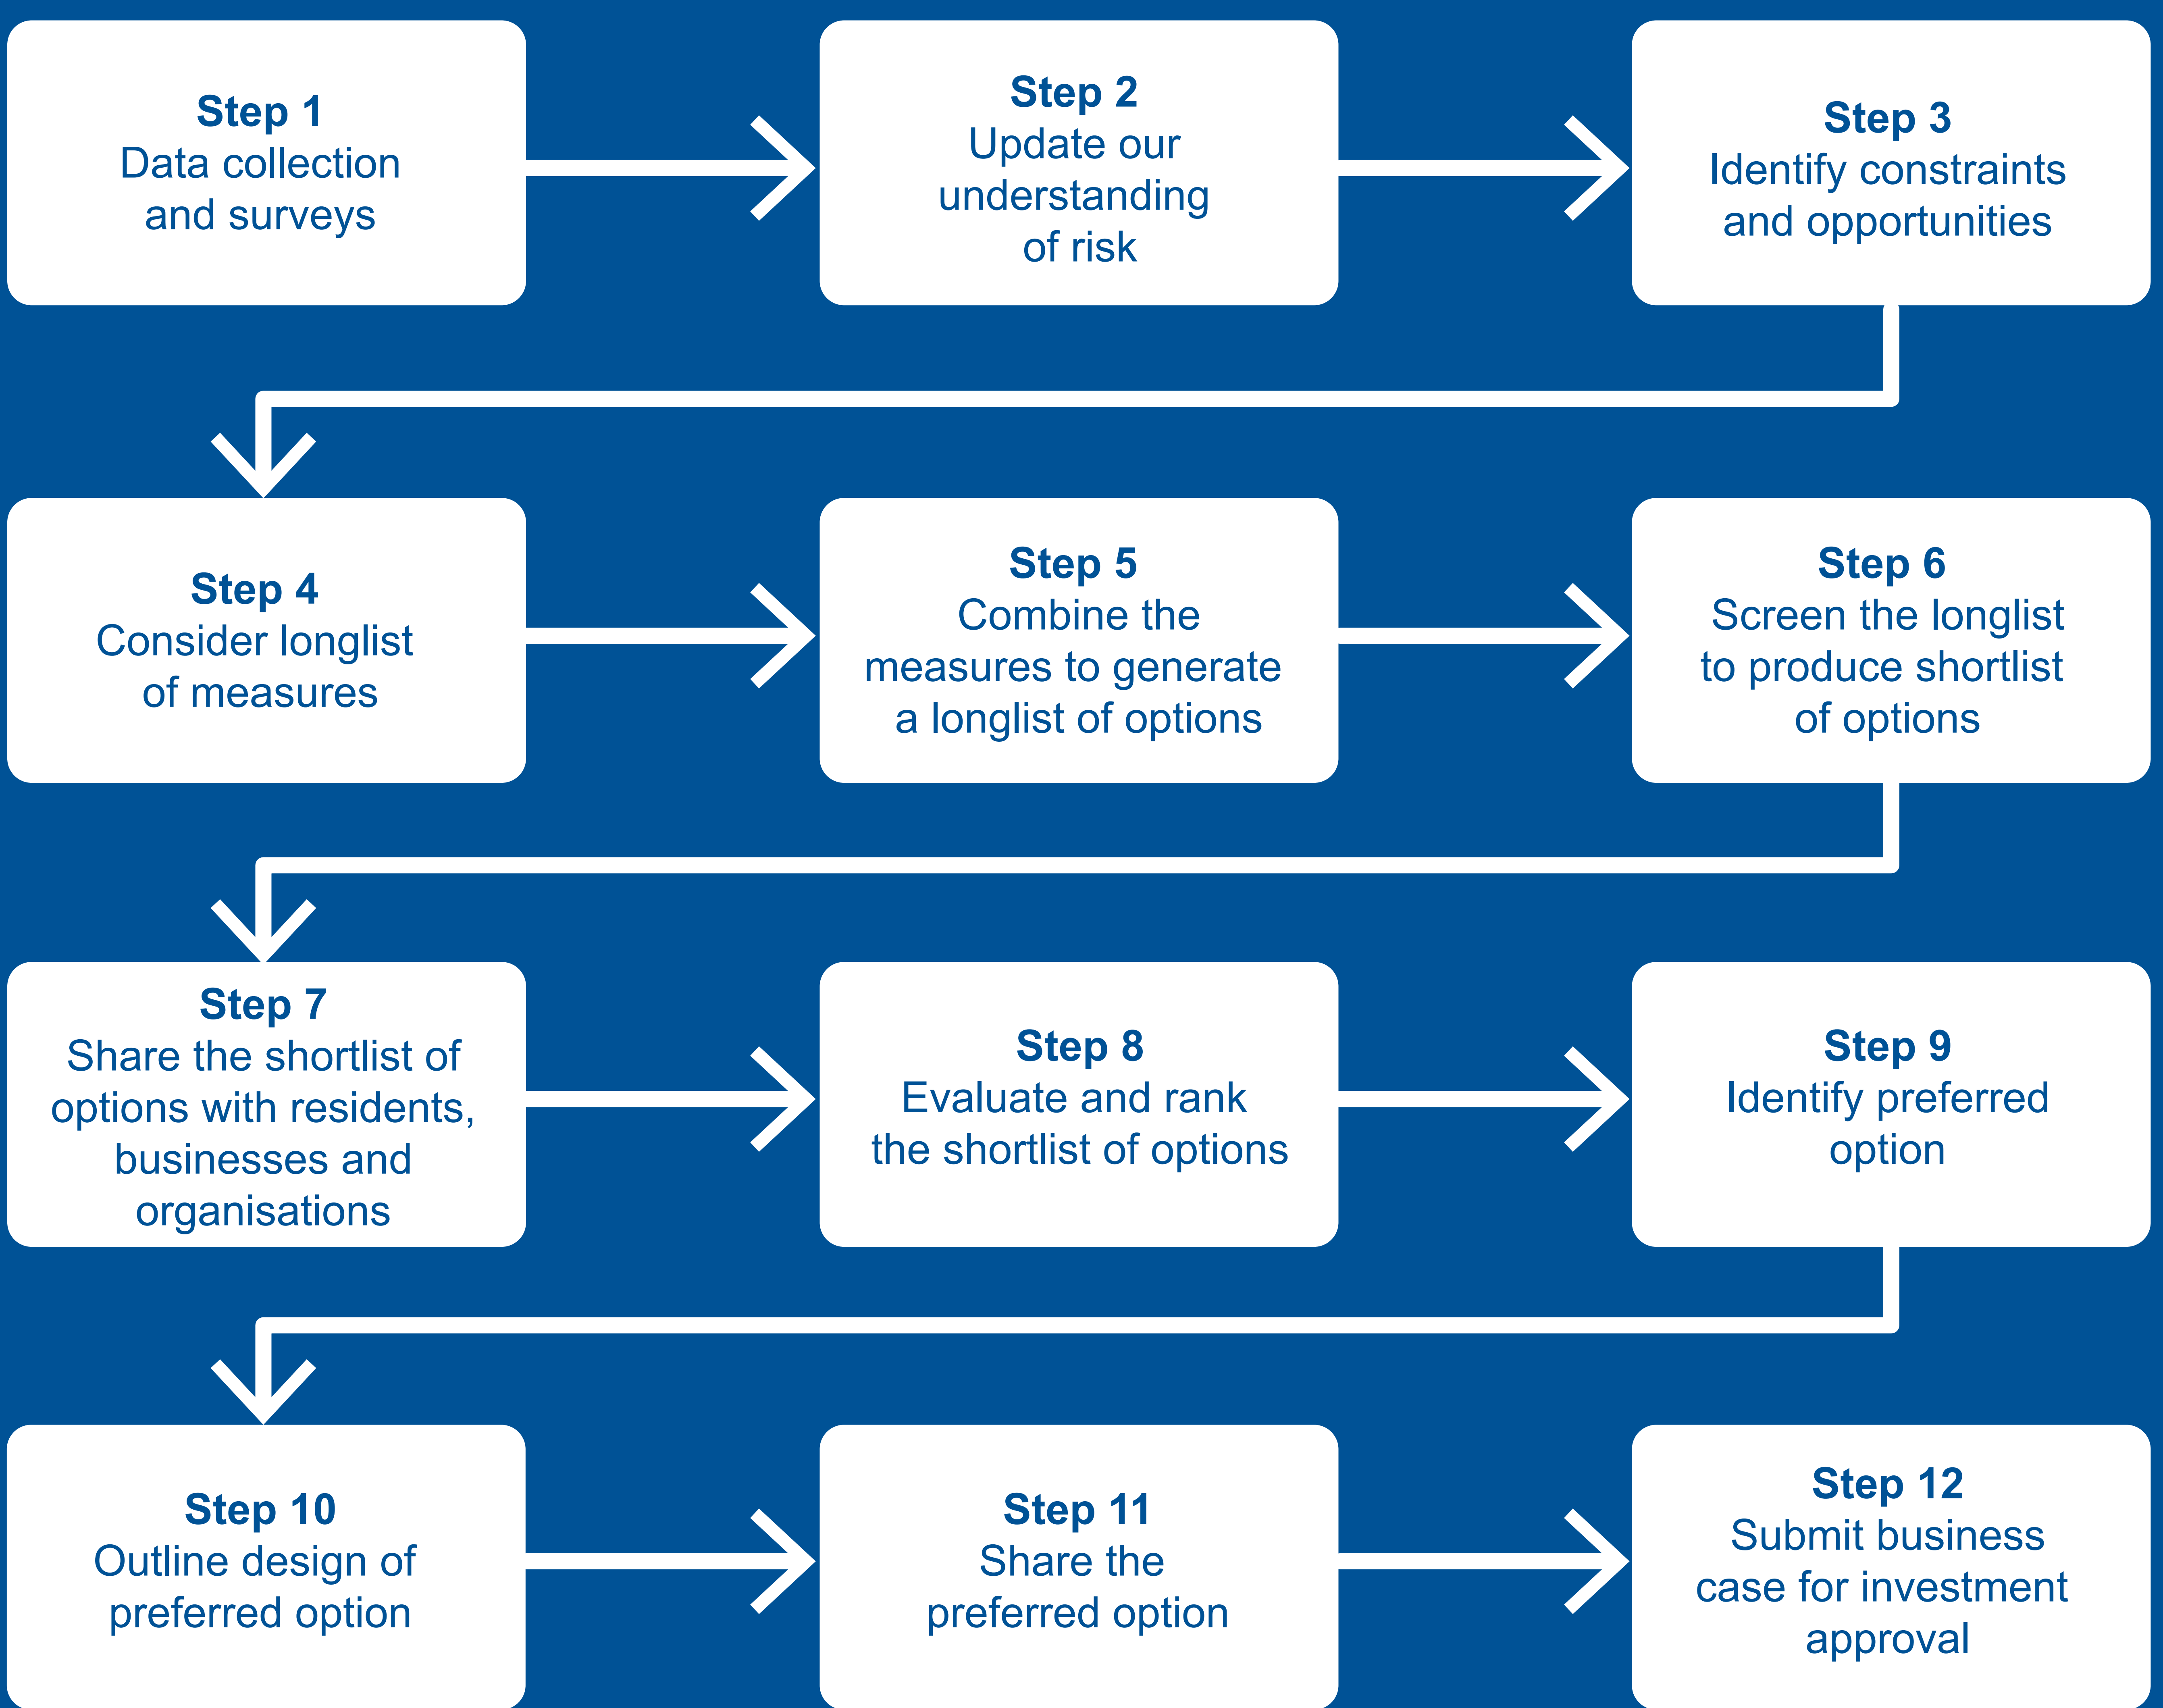 Step 1
Data collection
and surveys
Step 2
Update our
understanding
of risk
Step 3
Identify constraints
and opportunities
Step 4
Consider longlist
of measures
Step 5
Combine the
measures to generate
a longlist of options
Step 6
Screen the longlist
to produce shortlist
of options
Step 7
Share the shortlist of
options with residents,
businesses and
organisations
Step 8
Evaluate and rank
the shortlist of options
Step 9
Identify preferred
option
Step 10
Outline design of
preferred option
Step 11
Share the
preferred option
Step 12
Submit business
case for investment
approval